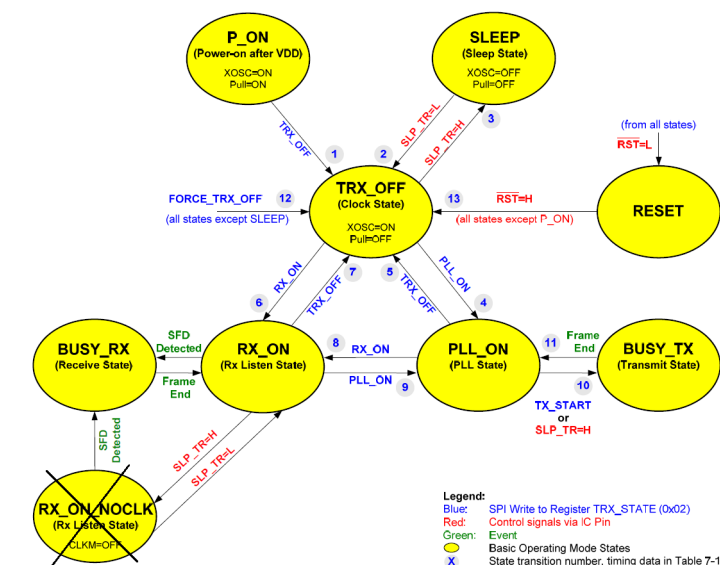 P_ON
(Power-on after VDD)
XOSC=ON
Pull=ON
SLEEP
(Sleep State)
XOSC=OFF
Pull=OFF
TRX_OFF
1
2
SLP_TR=L
SLP_TR=H
3
(from all states)
RST=L
FORCE_TRX_OFF
12
(all states except SLEEP)
TRX_OFF
(Clock State)
XOSC=ON
Pull=OFF
13
RST=H
(all states except P_ON)
RESET
RX_ON
6
7
TRX_OFF
5
TRX_OFF
PLL_ON
4
BUSY_RX
(Receive State)
SFD
Detected
Frame
End
RX_ON
(Rx Listen State)
8
RX_ON
PLL_ON
9
PLL_ON
(PLL State)
11
Frame
End
10
TX_START
or
SLP_TR=H
BUSY_TX
(Transmit State)
SFD
Detected
SLP_TR=H
SLP_TR=L
RX_ON_NOCLK
(Rx Listen State)
CLKM=OFF
Legend:
Blue: SPI Write to Register TRX_STATE (0x02)
Red: Control signals via IC Pin
Green: Event
Basic Operating Mode States
X State transition number, timing data in Table 7-1